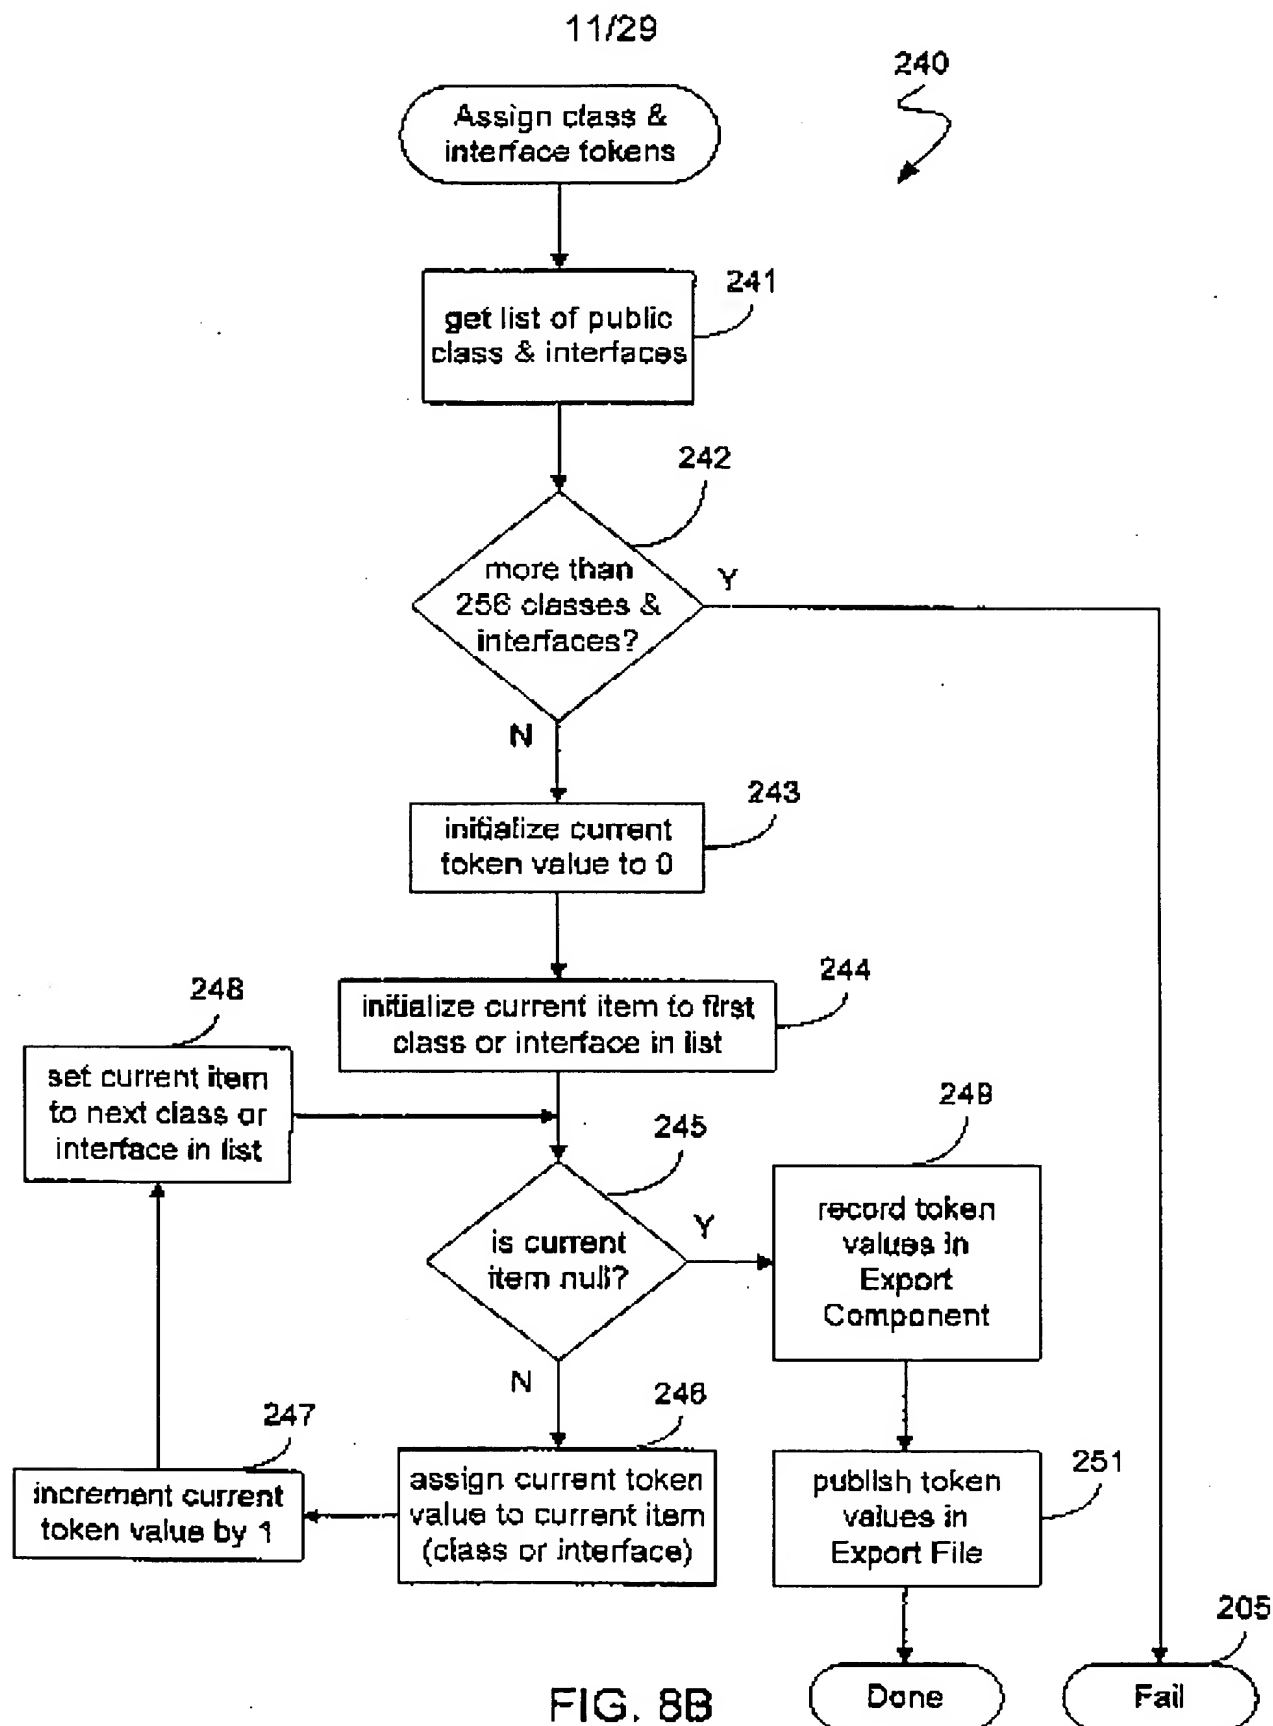 11/29
240
Assign class &
interface tokens
241
get list of public
class & interfaces
242
more than
256 classes &
interfaces?
Y
N
243
initialize current
token value to 0
244
initialize current item to first
class or interface in list
248
set current item
to next class or
interface in list
245
is current
item null?
Y
N
249
record token
values in
Export
Component
246
assign current token
value to current item
(class or interface)
247
increment current
token value by 1
251
publish token
values in
Export File
205
Done
Fail
FIG. 8B